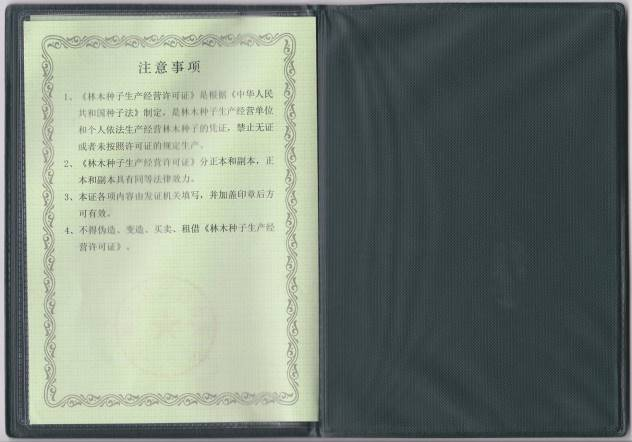 注意事项
1、《林木种子生产经营许可证》是根据《中华人民
共和国种子法》制定，是林木种子生产经营单位
和个人依法生产经营林木种子的凭证，禁止无证
或者未按照许可证的规定生产。
2、《林木种子生产经营许可证》分正本和副本，正
本和副本具有同等法律效力。
3、本证各项内容由发证机关填写，并加盖印章后方
可有效。
4、不得伪造、变造、买卖、租借《林木种子生产经
营许可证》。